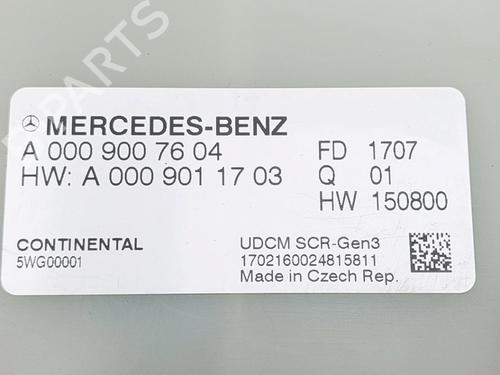 PARTS
MERCEDES-BENZ
A 000 900 76 04 FD 1707
HW: A 000 901 17 03 Q 01
HW 150800
CONTINENTAL UDCM SCR-Gen3
5WG00001 1702160024815811
Made in Czech Rep.